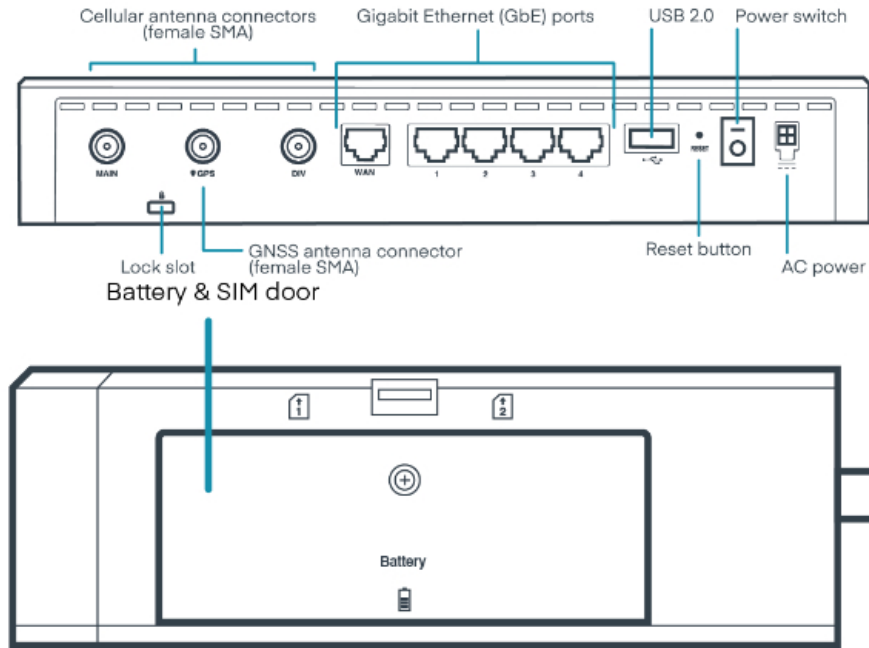 Cellular antenna connectors
(female SMA)
Gigabit Ethernet (GbE) ports
USB 2.0
Power switch
MAIN
GPS
DIV
WAN
1
2
3
4
RESET
Lock slot
GNSS antenna connector
(female SMA)
Reset button
AC power
Battery & SIM door
1
2
Battery